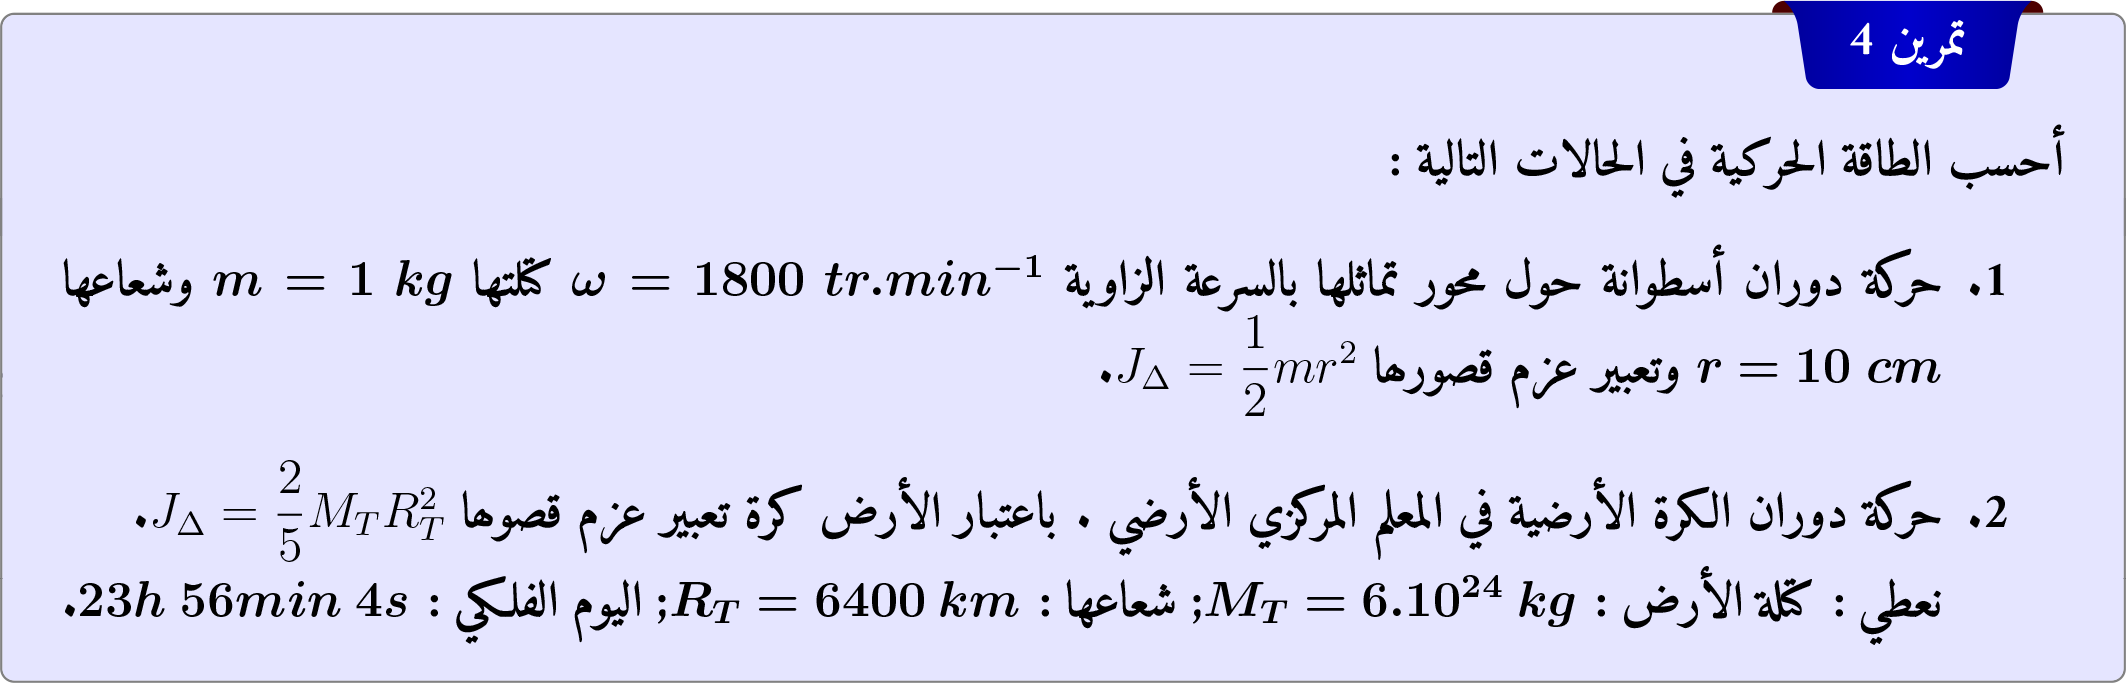 تمرين 4
أحسب الطاقة الحركية في الحالات التالية :
1. حركة دوران أسطوانة حول محور تماثلها بالسرعة الزاوية $\omega = 1800\ tr.min^{-1}$ كتلتها $m = 1\ kg$ وشعاعها
$r = 10\ cm$ وتعبير عزم قصورها $J_{\Delta} = \frac{1}{2}mr^2$.
2. حركة دوران الكرة الأرضية في المعلم المركزي الأرضي . باعتبار الأرض كرة تعبير عزم قصوها $J_{\Delta} = \frac{2}{5}M_T R_T^2$.
نعطي : كتلة الأرض : $M_T = 6.10^{24}\ kg$; شعاعها : $R_T = 6400\ km$; اليوم الفلكي : $23h\ 56min\ 4s$.